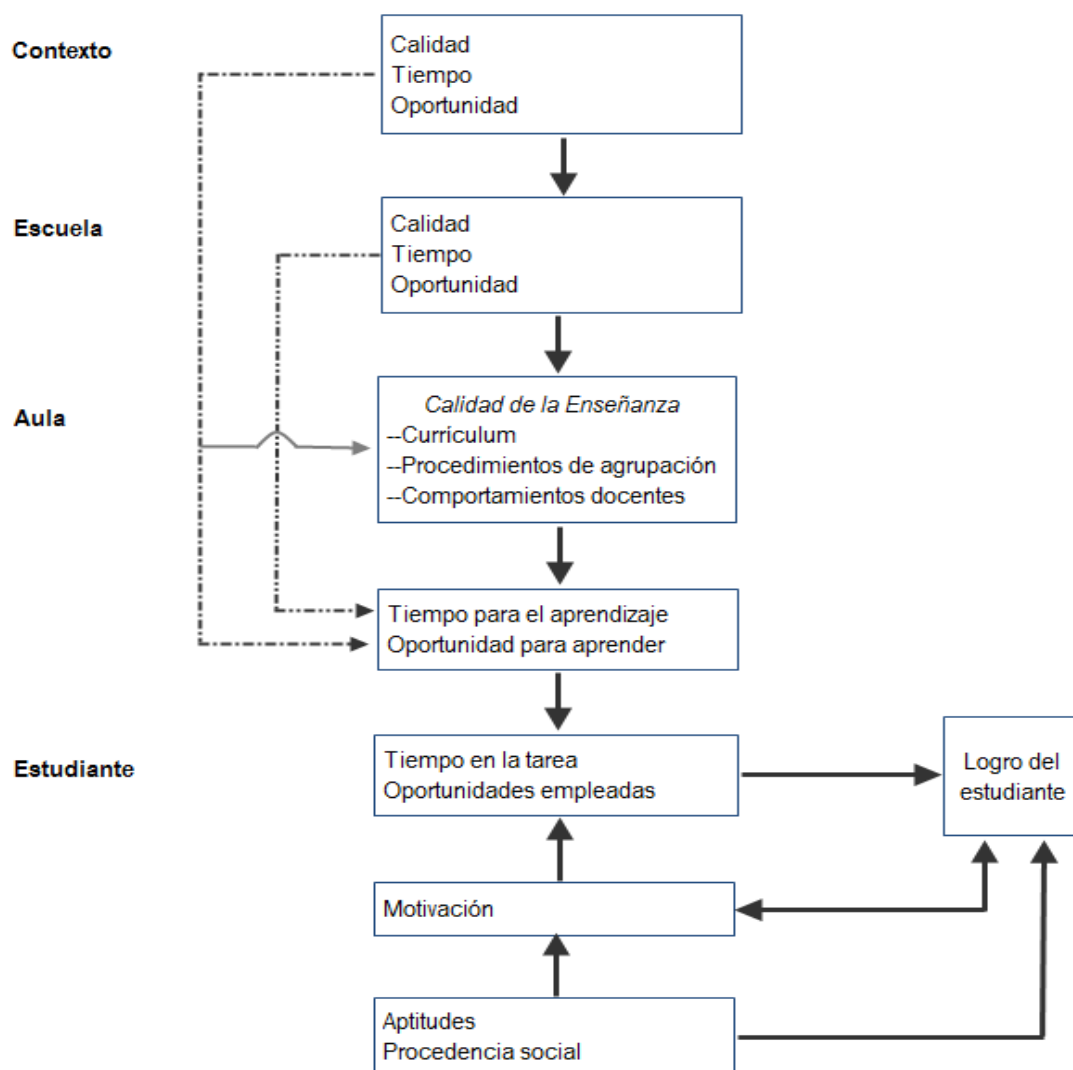 Contexto
Calidad
Tiempo
Oportunidad
Escuela
Calidad
Tiempo
Oportunidad
Aula
Calidad de la Enseñanza
--Currículum
--Procedimientos de agrupación
--Comportamientos docentes
Tiempo para el aprendizaje
Oportunidad para aprender
Estudiante
Tiempo en la tarea
Oportunidades empleadas
Logro del
estudiante
Motivación
Aptitudes
Procedencia social